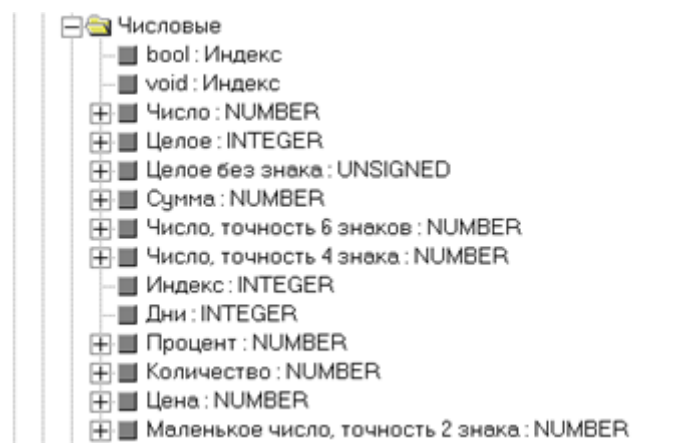 Числовые
bool : Индекс
void : Индекс
Число : NUMBER
Целое : INTEGER
Целое без знака : UNSIGNED
Сумма : NUMBER
Число, точность 6 знаков : NUMBER
Число, точность 4 знака : NUMBER
Индекс : INTEGER
Дни : INTEGER
Процент : NUMBER
Количество : NUMBER
Цена : NUMBER
Маленькое число, точность 2 знака : NUMBER